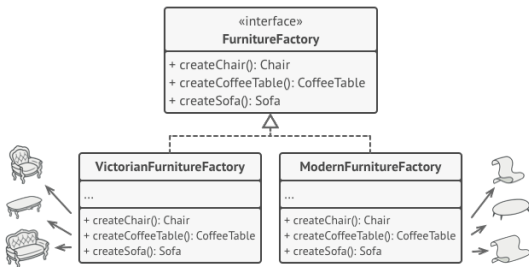 «interface»
FurnitureFactory
+ createChair(): Chair
+ createCoffeeTable(): CoffeeTable
+ createSofa(): Sofa
VictorianFurnitureFactory
...
+ createChair(): Chair
+ createCoffeeTable(): CoffeeTable
+ createSofa(): Sofa
ModernFurnitureFactory
...
+ createChair(): Chair
+ createCoffeeTable(): CoffeeTable
+ createSofa(): Sofa